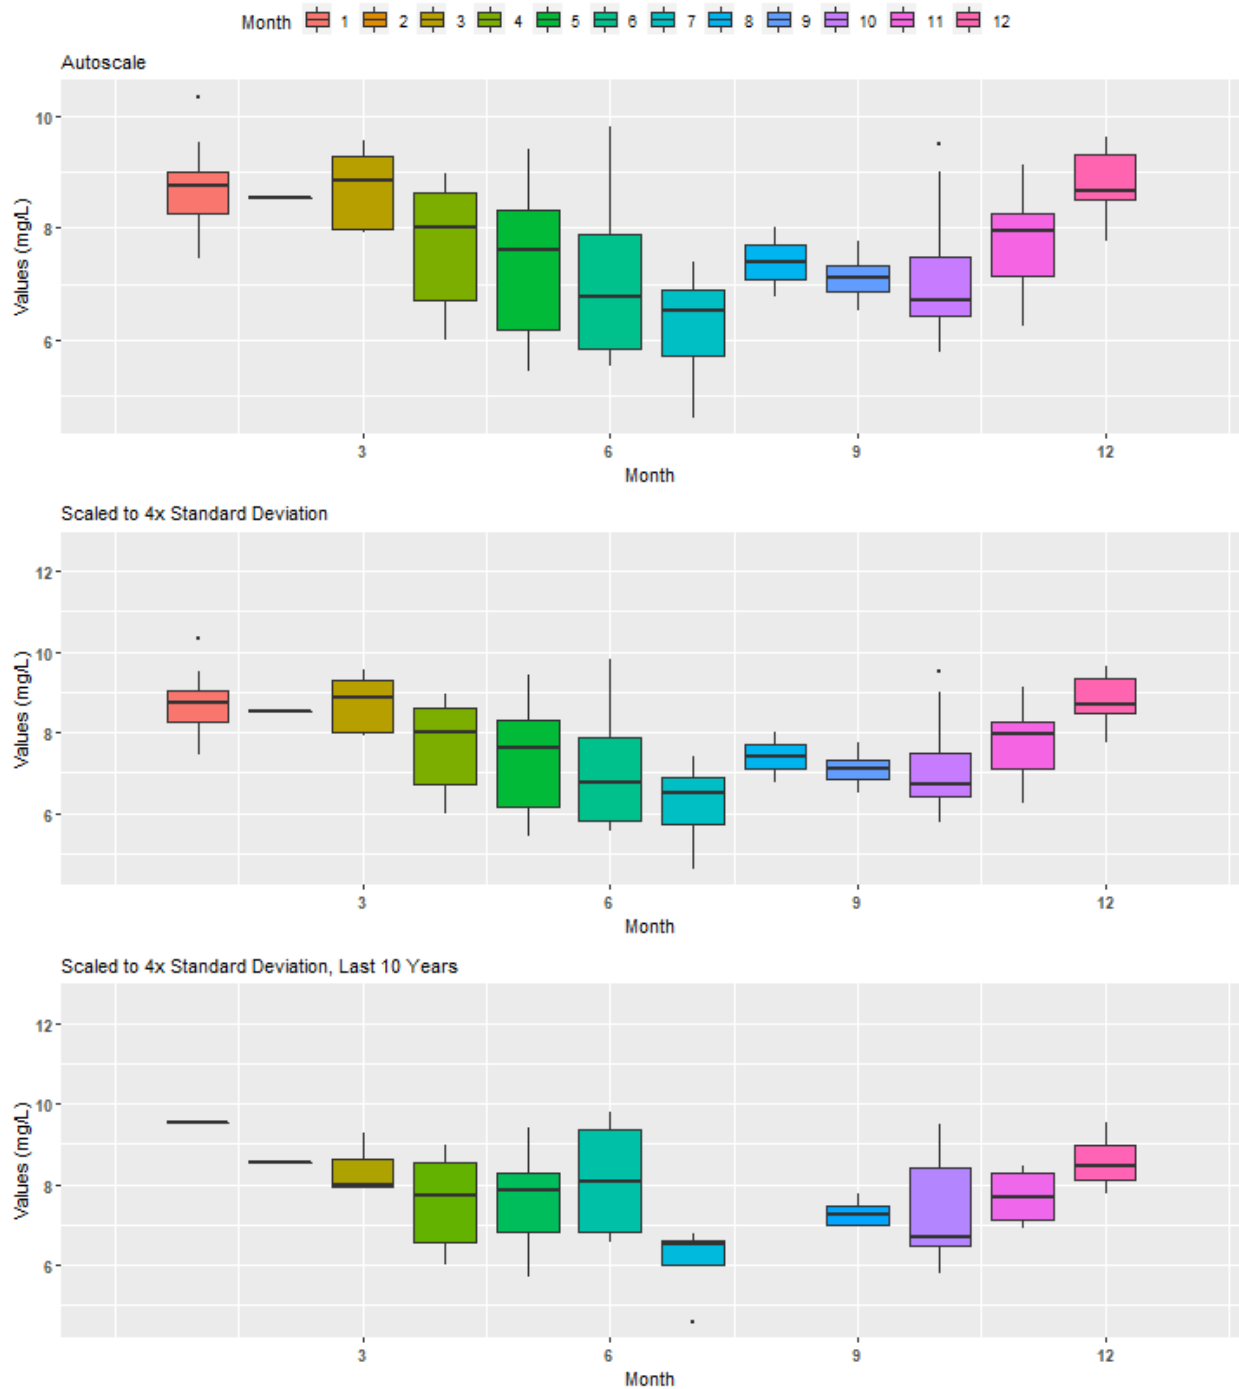 Month 1 2 3 4 5 6 7 8 9 10 11 12
Autoscale
Values (mg/L)
10
8
6
3 6 9 12
Month
Scaled to 4x Standard Deviation
Values (mg/L)
12
10
8
6
3 6 9 12
Month
Scaled to 4x Standard Deviation, Last 10 Years
Values (mg/L)
12
10
8
6
3 6 9 12
Month